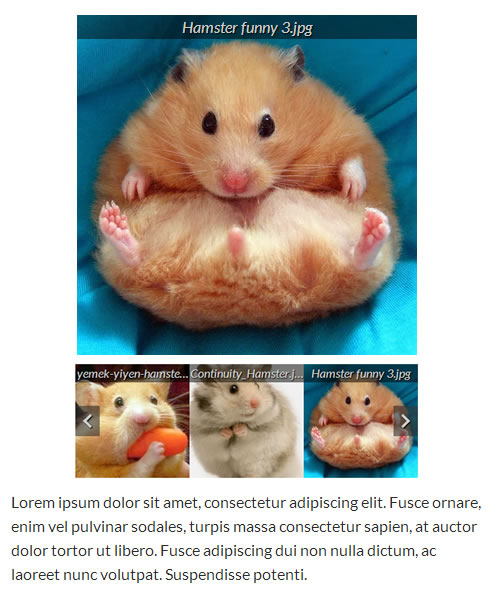 Hamster funny 3.jpg
yemek-yiyen-hamste... Continuity_Hamster.j... Hamster funny 3.jpg
Lorem ipsum dolor sit amet, consectetur adipiscing elit. Fusce ornare,
enim vel pulvinar sodales, turpis massa consectetur sapien, at auctor
dolor tortor ut libero. Fusce adipiscing dui non nulla dictum, ac
laoreet nunc volutpat. Suspendisse potenti.